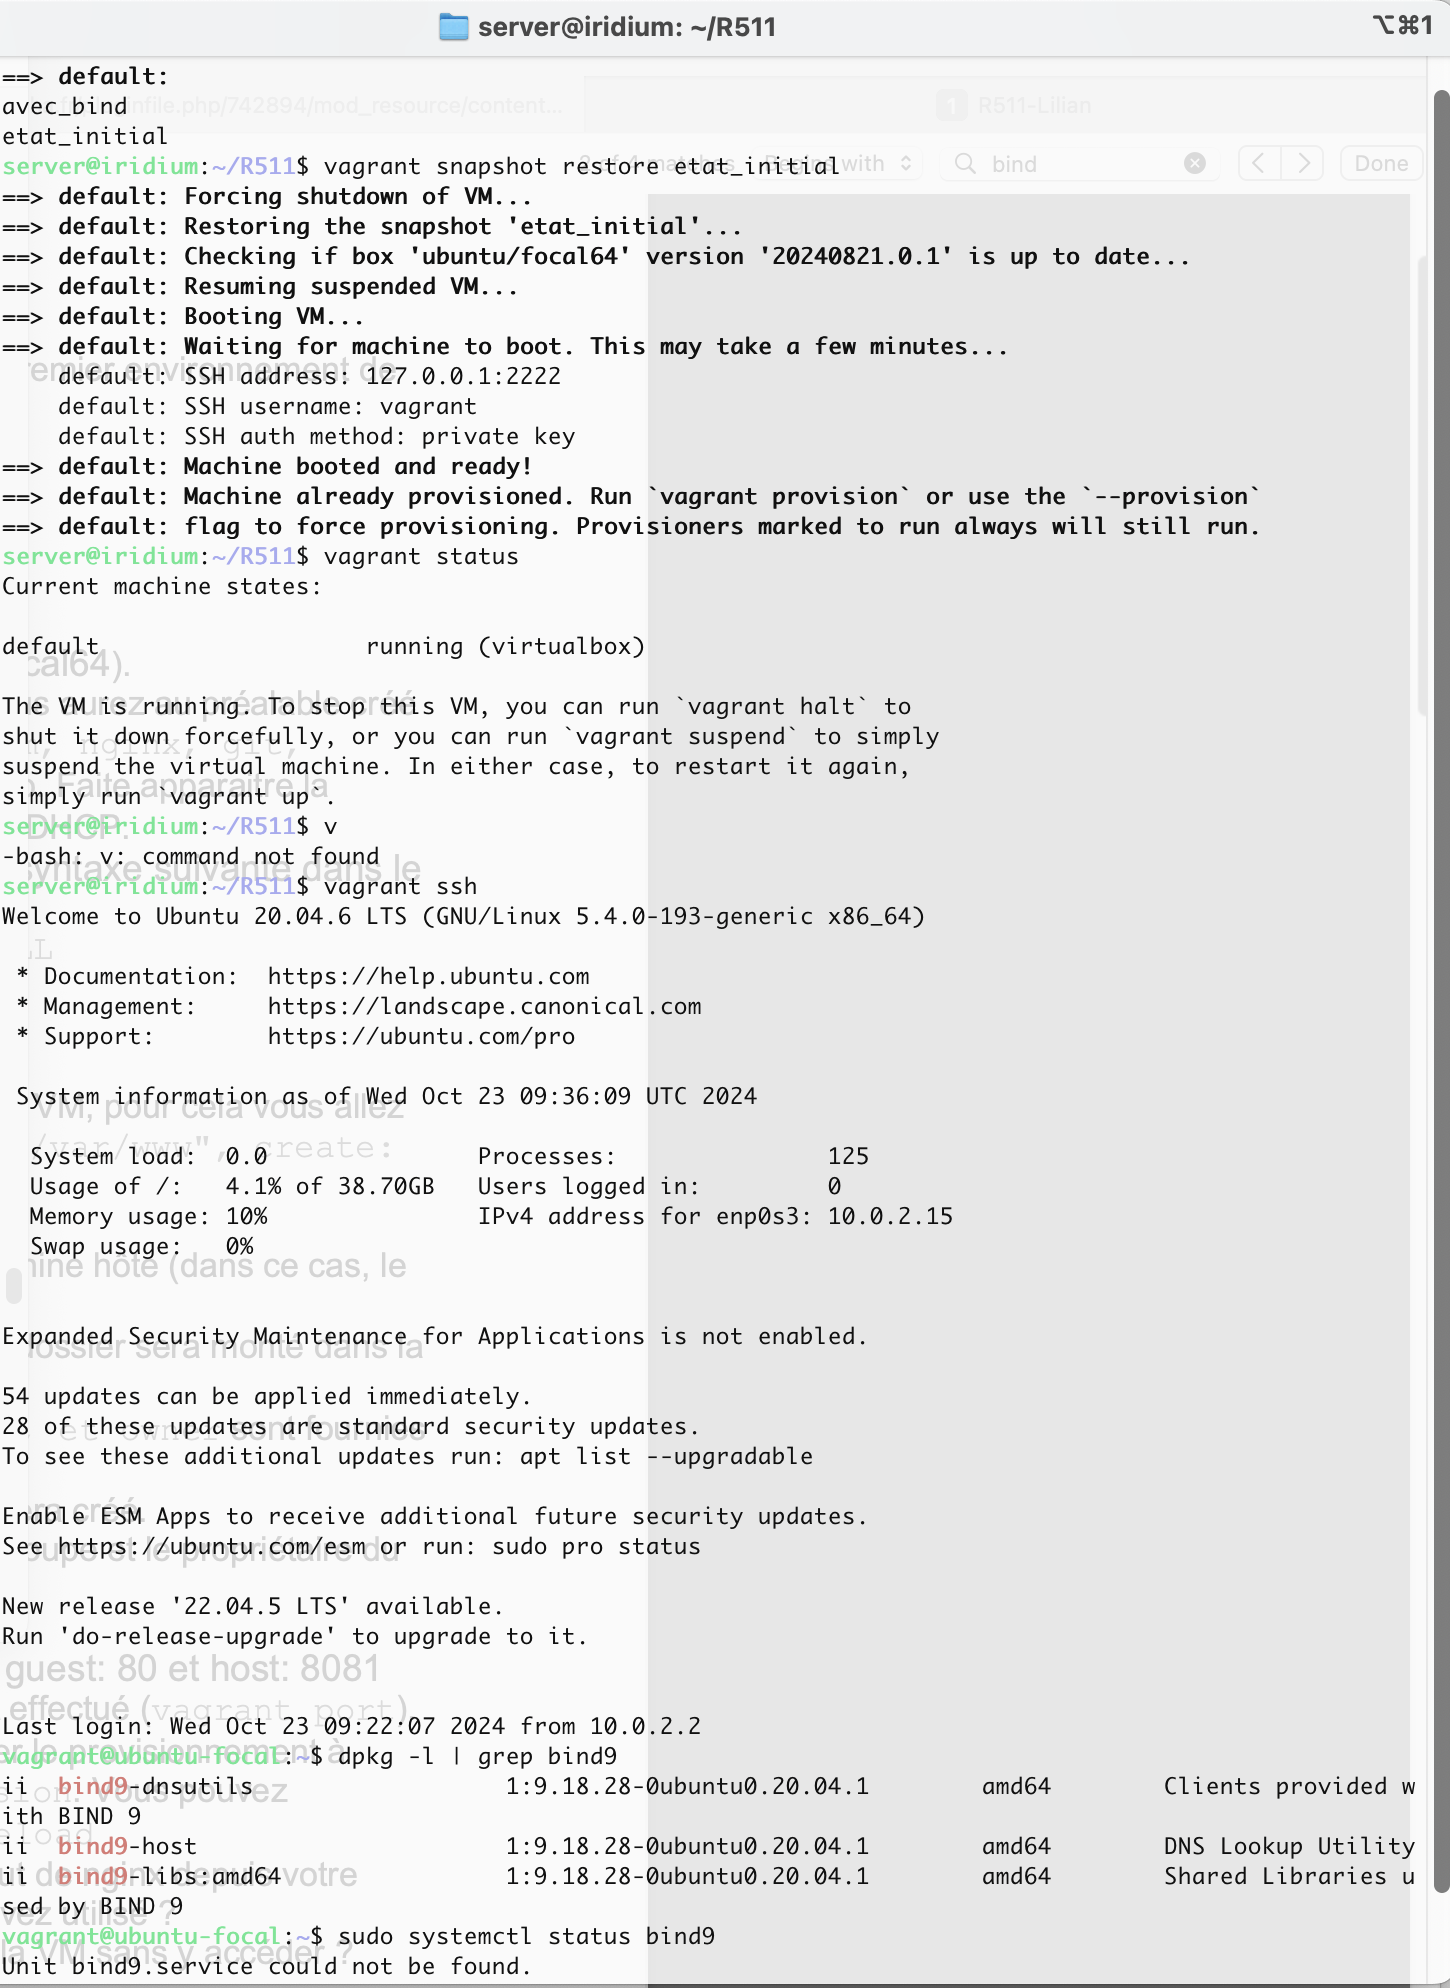 server@iridium: ~/R511
⌥⌘1
==> default:
avec_bind
etat_initial
server@iridium:~/R511$ vagrant snapshot restore etat_initial
==> default: Forcing shutdown of VM...
==> default: Restoring the snapshot 'etat_initial'...
==> default: Checking if box 'ubuntu/focal64' version '20240821.0.1' is up to date...
==> default: Resuming suspended VM...
==> default: Booting VM...
==> default: Waiting for machine to boot. This may take a few minutes...
    default: SSH address: 127.0.0.1:2222
    default: SSH username: vagrant
    default: SSH auth method: private key
==> default: Machine booted and ready!
==> default: Machine already provisioned. Run `vagrant provision` or use the `--provision`
==> default: flag to force provisioning. Provisioners marked to run always will still run.
server@iridium:~/R511$ vagrant status
Current machine states:
default                   running (virtualbox)
The VM is running. To stop this VM, you can run `vagrant halt` to
shut it down forcefully, or you can run `vagrant suspend` to simply
suspend the virtual machine. In either case, to restart it again,
simply run `vagrant up`.
server@iridium:~/R511$ v
-bash: v: command not found
server@iridium:~/R511$ vagrant ssh
Welcome to Ubuntu 20.04.6 LTS (GNU/Linux 5.4.0-193-generic x86_64)
 * Documentation:  https://help.ubuntu.com
 * Management:     https://landscape.canonical.com
 * Support:        https://ubuntu.com/pro
 System information as of Wed Oct 23 09:36:09 UTC 2024
  System load:  0.0               Processes:               125
  Usage of /:   4.1% of 38.70GB   Users logged in:         0
  Memory usage: 10%               IPv4 address for enp0s3: 10.0.2.15
  Swap usage:   0%
Expanded Security Maintenance for Applications is not enabled.
54 updates can be applied immediately.
28 of these updates are standard security updates.
To see these additional updates run: apt list --upgradable
Enable ESM Apps to receive additional future security updates.
See https://ubuntu.com/esm or run: sudo pro status
New release '22.04.5 LTS' available.
Run 'do-release-upgrade' to upgrade to it.
Last login: Wed Oct 23 09:22:07 2024 from 10.0.2.2
vagrant@ubuntu-focal:~$ dpkg -l | grep bind9
ii  bind9-dnsutils                  1:9.18.28-0ubuntu0.20.04.1        amd64        Clients provided w
ith BIND 9
ii  bind9-host                      1:9.18.28-0ubuntu0.20.04.1        amd64        DNS Lookup Utility
ii  bind9-libs:amd64                1:9.18.28-0ubuntu0.20.04.1        amd64        Shared Libraries u
sed by BIND 9
vagrant@ubuntu-focal:~$ sudo systemctl status bind9
Unit bind9.service could not be found.